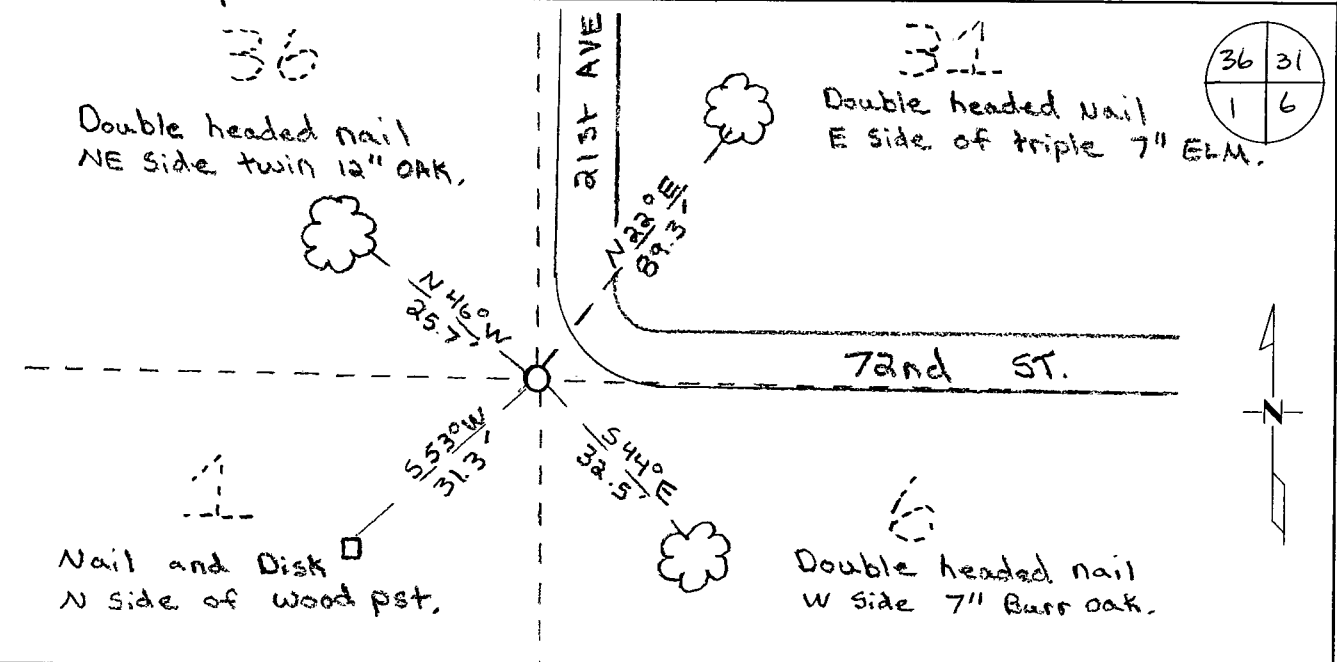 36
Double headed nail
NE side twin 12" OAK.
21ST AVE
31
Double headed Nail
E side of triple 7" ELM.
36 31
1 6
N 22° E
89.3'
N 46° W
25.7'
72nd ST.
N
S 53° W
31.3'
S 44° E
32.5'
1
Nail and Disk
N side of wood pst.
6
Double headed nail
W side 7" Burr oak.